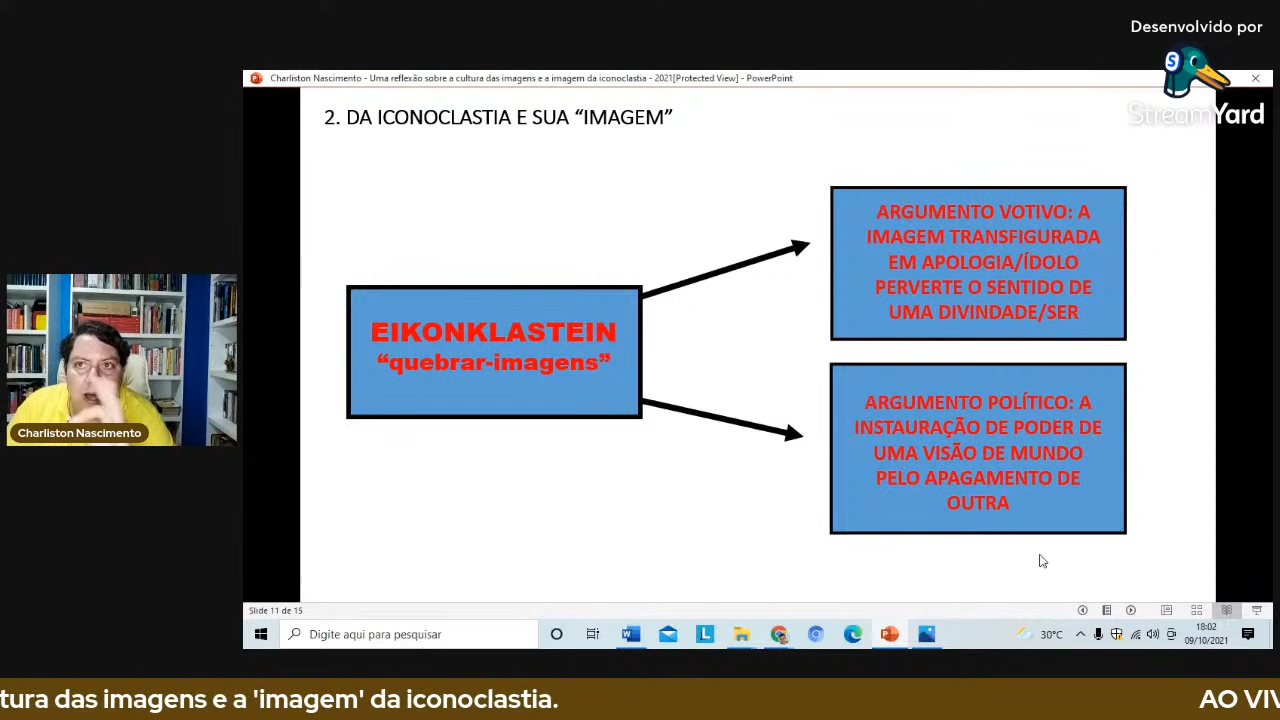 Desenvolvido por
StreamYard
Charliston Nascimento - Uma reflexão sobre a cultura das imagens e a imagem da iconoclastia - 2021[Protected View] - PowerPoint
2. DA ICONOCLASTIA E SUA “IMAGEM”
EIKONKLASTEIN
“quebrar-imagens”
ARGUMENTO VOTIVO: A
IMAGEM TRANSFIGURADA
EM APOLOGIA/ÍDOLO
PERVERTE O SENTIDO DE
UMA DIVINDADE/SER
ARGUMENTO POLÍTICO: A
INSTAURAÇÃO DE PODER DE
UMA VISÃO DE MUNDO
PELO APAGAMENTO DE
OUTRA
Charliston Nascimento
Slide 11 de 15
Digite aqui para pesquisar
30°C
18:02
09/10/2021
tura das imagens e a 'imagem' da iconoclastia.
AO VIV